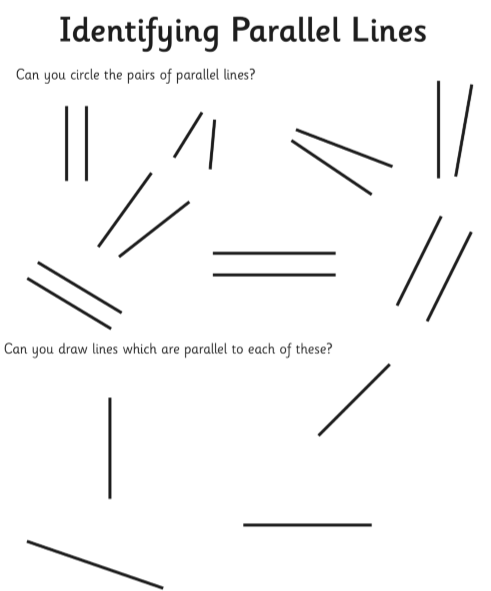 Identifying Parallel Lines
Can you circle the pairs of parallel lines?
Can you draw lines which are parallel to each of these?